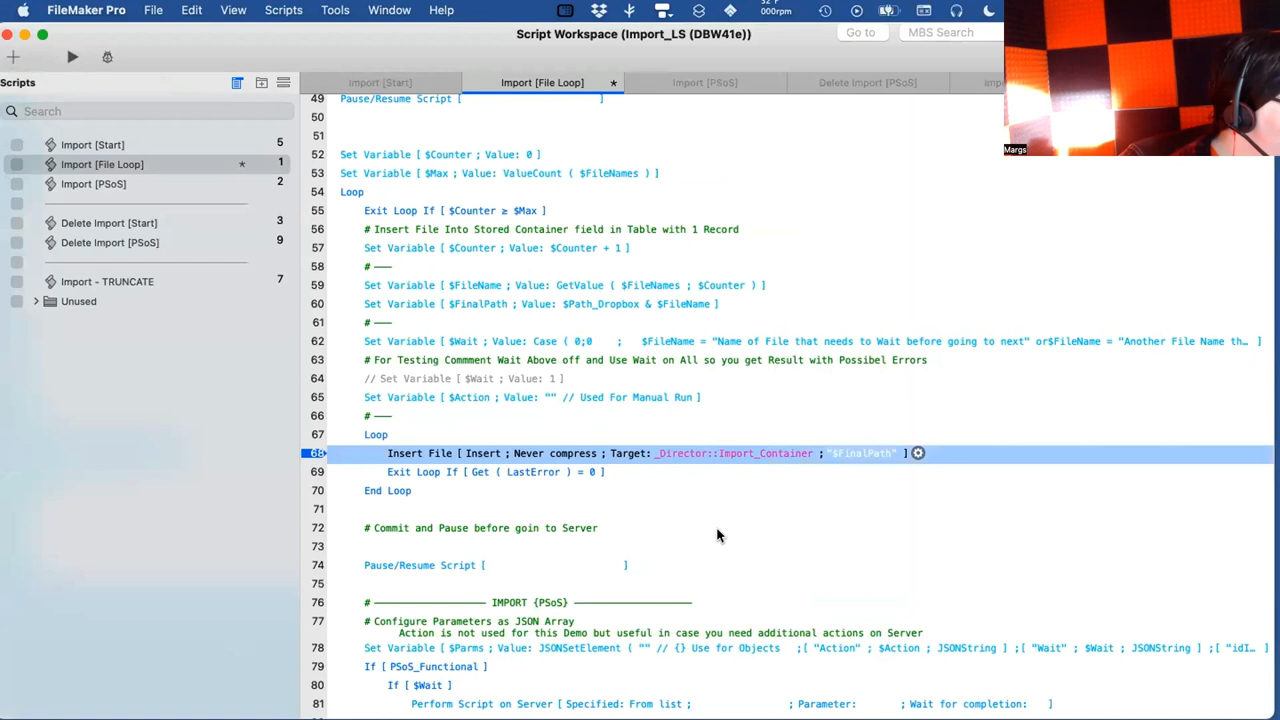 FileMaker Pro File Edit View Scripts Tools Window Help 000rpm
Script Workspace (Import_LS (DBW41e))
Go to
MBS Search
Scripts
Import [Start]
Import [File Loop] *
Import [PSoS]
Delete Import [PSoS]
Search
Import [Start] 5
Import [File Loop] * 1
Import [PSoS] 2
Delete Import [Start] 3
Delete Import [PSoS] 9
Import - TRUNCATE 7
Unused
Margs
49 Pause/Resume Script [ ]
50
51
52 Set Variable [ $Counter ; Value: 0 ]
53 Set Variable [ $Max ; Value: ValueCount ( $FileNames ) ]
54 Loop
55 Exit Loop If [ $Counter ≥ $Max ]
56 # Insert File Into Stored Container field in Table with 1 Record
57 Set Variable [ $Counter ; Value: $Counter + 1 ]
58 # ——
59 Set Variable [ $FileName ; Value: GetValue ( $FileNames ; $Counter ) ]
60 Set Variable [ $FinalPath ; Value: $Path_Dropbox & $FileName ]
61 # ——
62 Set Variable [ $Wait ; Value: Case ( 0;0 ; $FileName = "Name of File that needs to Wait before going to next" or$FileName = "Another File Name th… ]
63 # For Testing Commment Wait Above off and Use Wait on All so you get Result with Possibel Errors
64 // Set Variable [ $Wait ; Value: 1 ]
65 Set Variable [ $Action ; Value: "" // Used For Manual Run ]
66 # ——
67 Loop
68 Insert File [ Insert ; Never compress ; Target: _Director::Import_Container ; "$FinalPath" ]
69 Exit Loop If [ Get ( LastError ) = 0 ]
70 End Loop
71
72 # Commit and Pause before goin to Server
73
74 Pause/Resume Script [ ]
75
76 # —————————— IMPORT {PSoS} ——————————
77 # Configure Parameters as JSON Array
Action is not used for this Demo but useful in case you need additional actions on Server
78 Set Variable [ $Parms ; Value: JSONSetElement ( "" // {} Use for Objects ;[ "Action" ; $Action ; JSONString ] ;[ "Wait" ; $Wait ; JSONString ] ;[ "idI… ]
79 If [ PSoS_Functional ]
80 If [ $Wait ]
81 Perform Script on Server [ Specified: From list ; ; Parameter: ; Wait for completion: ]